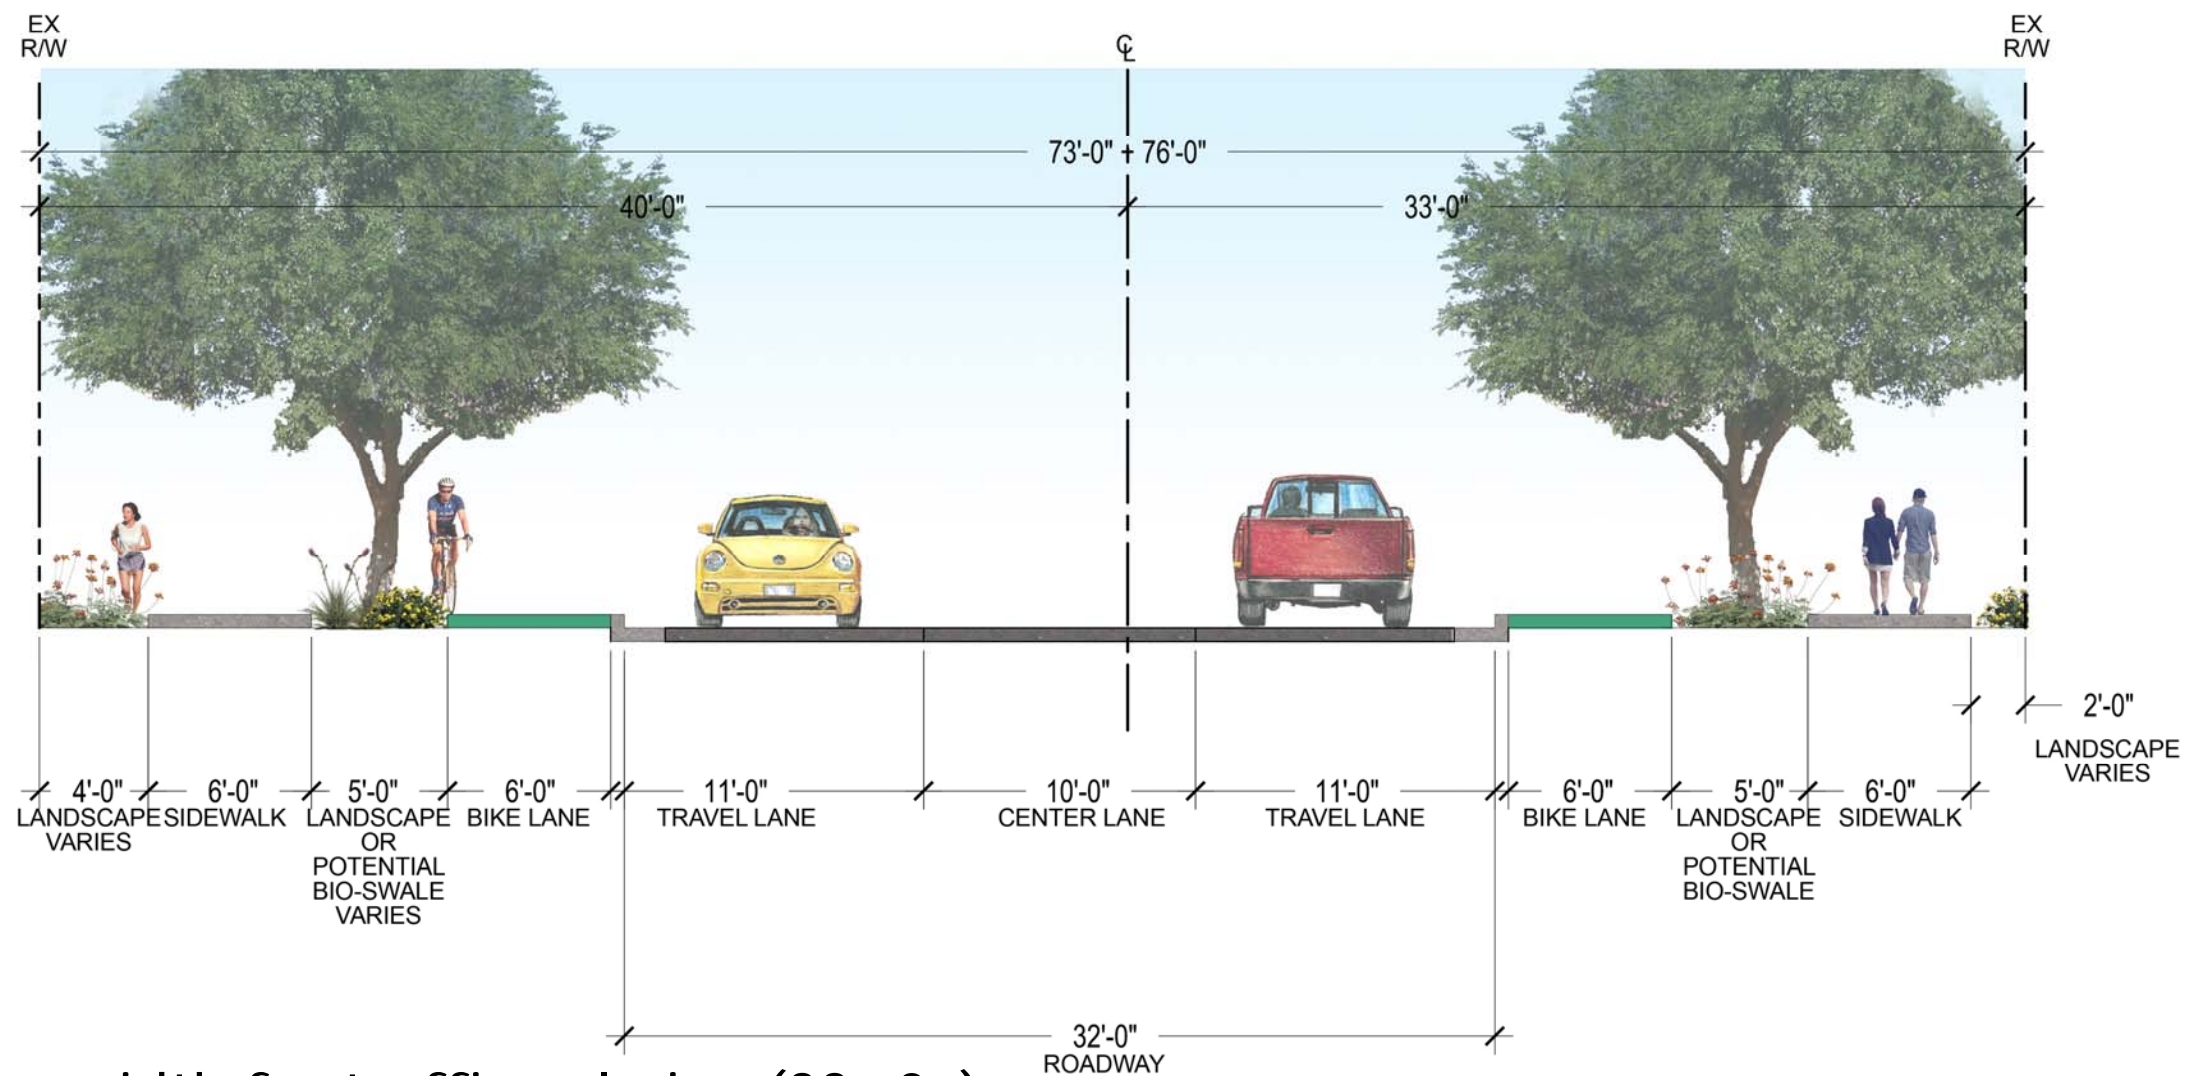 EX
R/W
℄
EX
R/W
73'-0" + 76'-0"
40'-0"
33'-0"
2'-0"
LANDSCAPE
VARIES
4'-0"
LANDSCAPE
VARIES
6'-0"
SIDEWALK
5'-0"
LANDSCAPE
OR
POTENTIAL
BIO-SWALE
VARIES
6'-0"
BIKE LANE
11'-0"
TRAVEL LANE
10'-0"
CENTER LANE
11'-0"
TRAVEL LANE
6'-0"
BIKE LANE
5'-0"
LANDSCAPE
OR
POTENTIAL
BIO-SWALE
6'-0"
SIDEWALK
32'-0"
ROADWAY